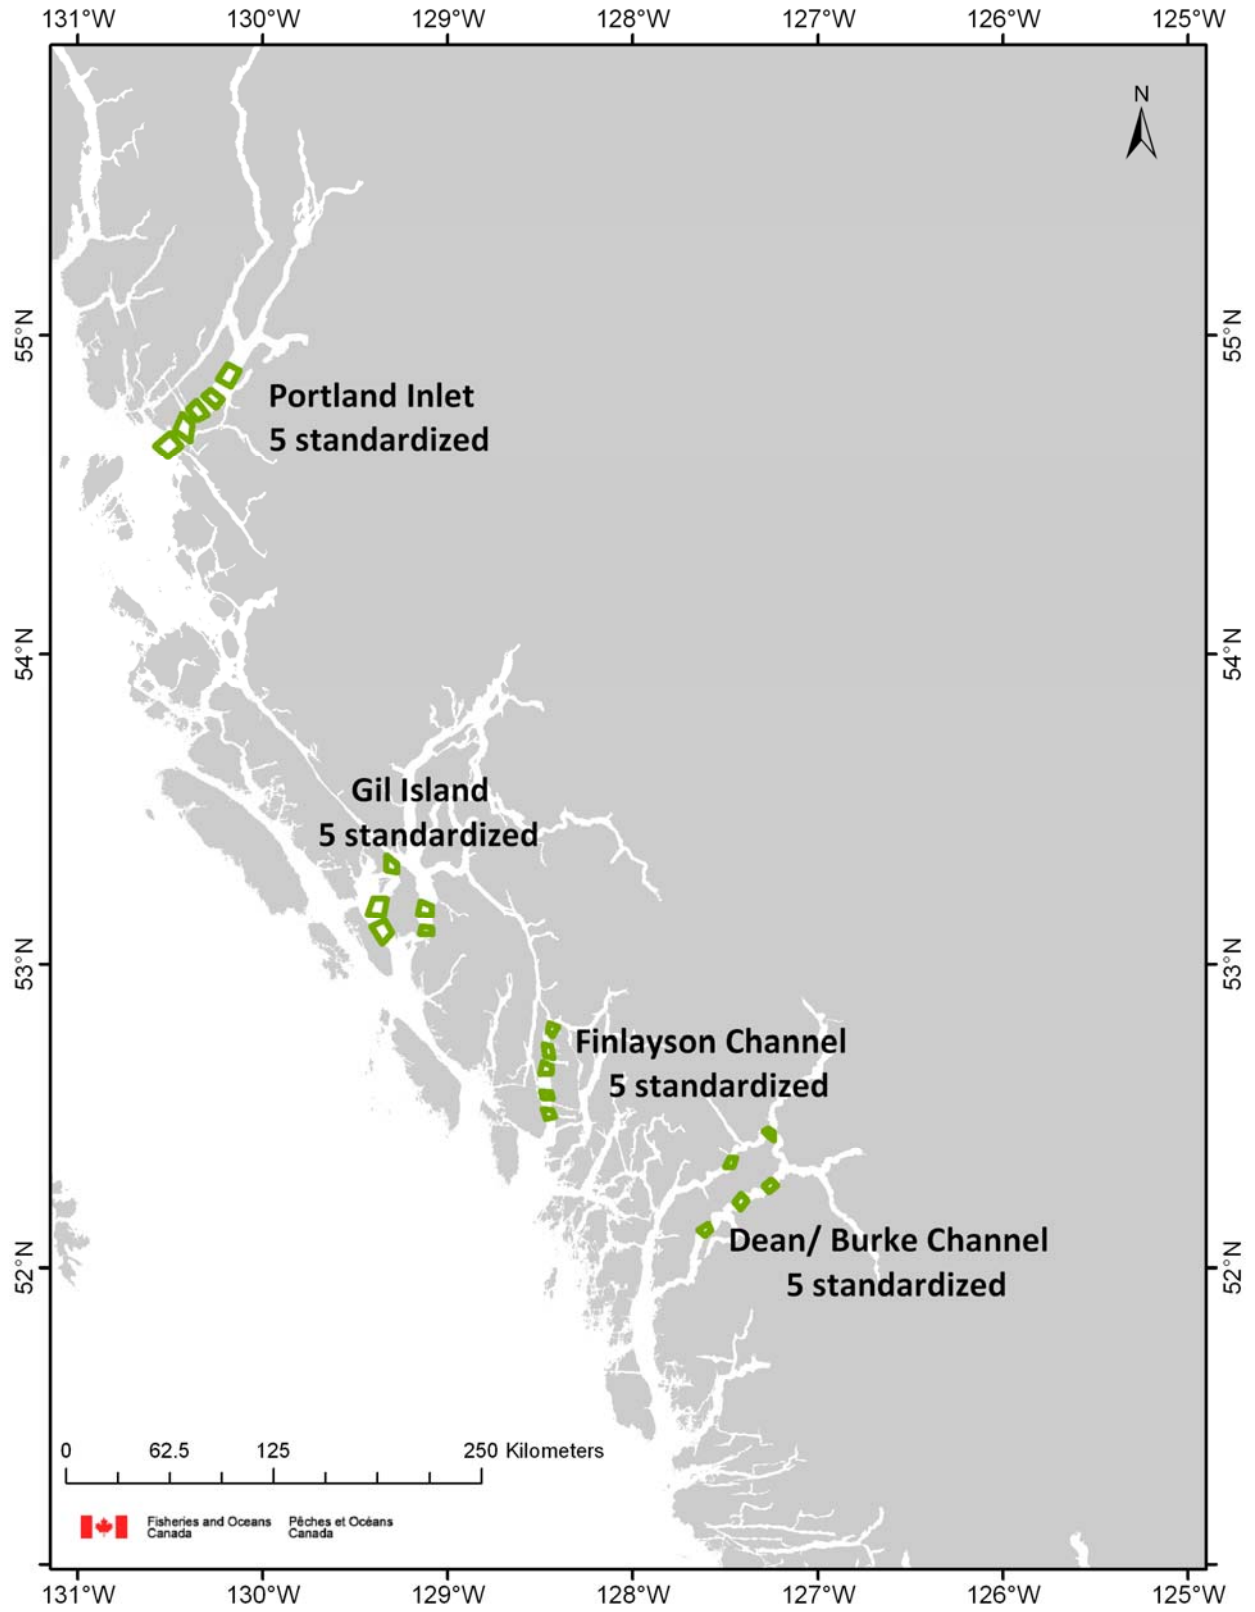 131°W 130°W 129°W 128°W 127°W 126°W 125°W
N
55°N 55°N
Portland Inlet
5 standardized
54°N 54°N
Gil Island
5 standardized
53°N 53°N
Finlayson Channel
5 standardized
Dean/ Burke Channel
52°N 52°N
5 standardized
0 62.5 125 250 Kilometers
Fisheries and Oceans Pêches et Océans
Canada Canada
131°W 130°W 129°W 128°W 127°W 126°W 125°W